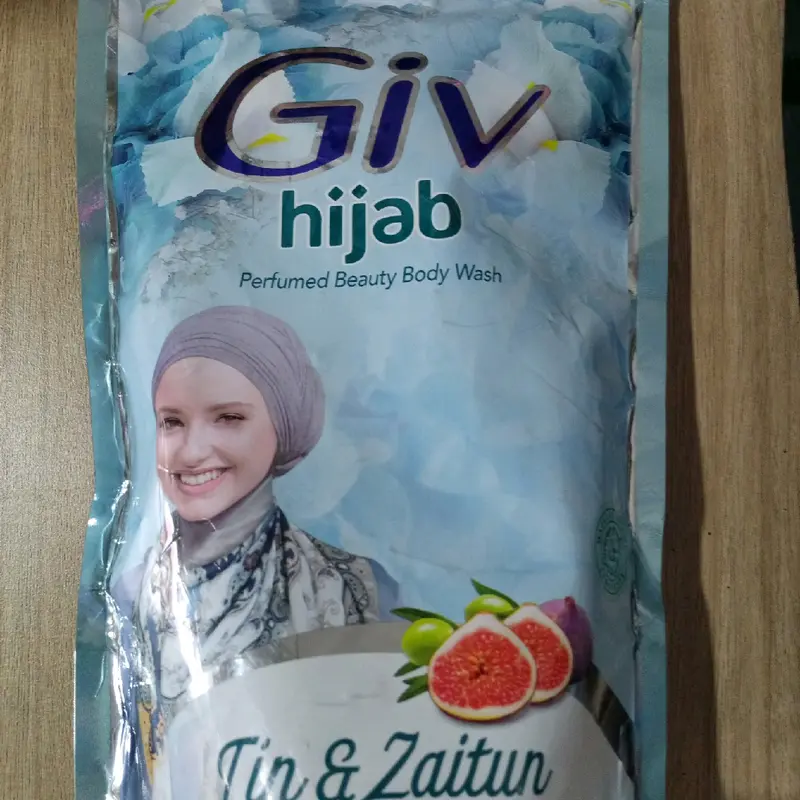 Giv
hijab
Perfumed Beauty Body Wash
Tin & Zaitun